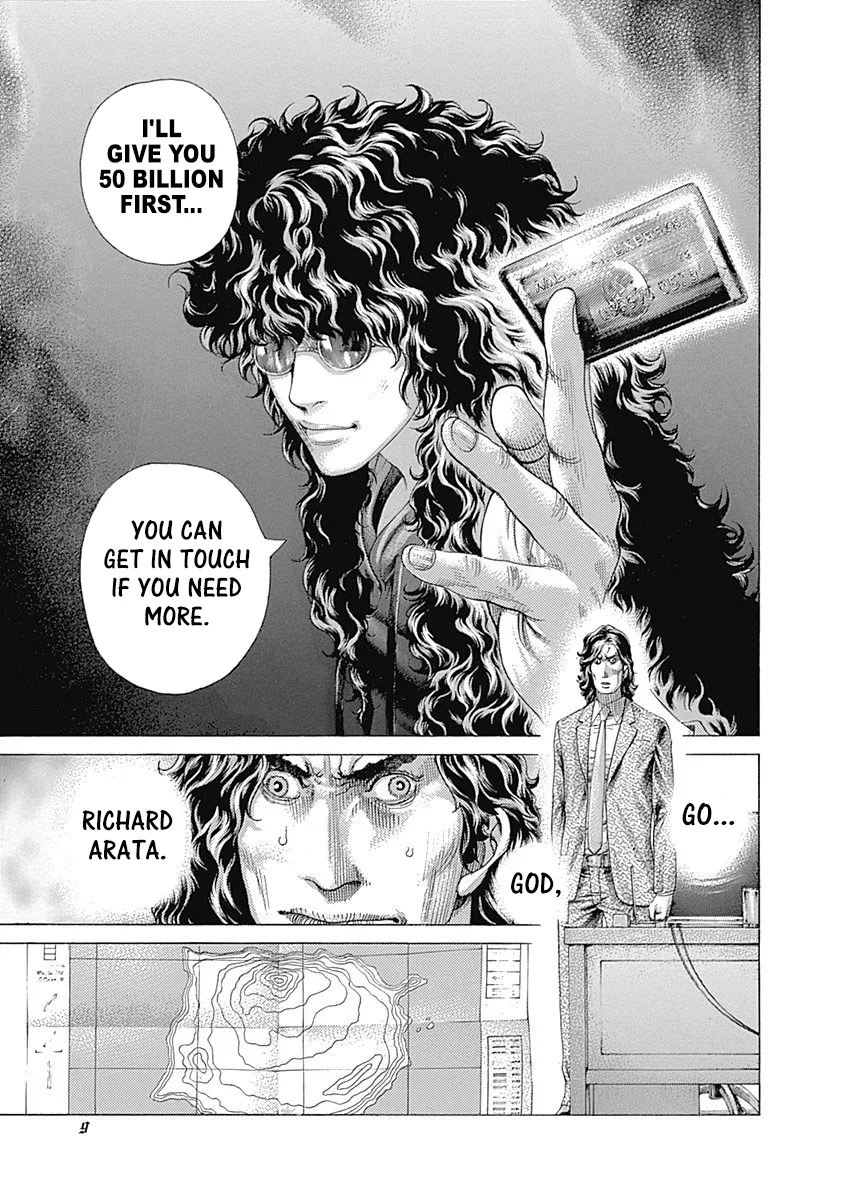 I'LL
GIVE YOU
50 BILLION
FIRST...
YOU CAN
GET IN TOUCH
IF YOU NEED
MORE.
GO...
GOD,
RICHARD
ARATA.
9